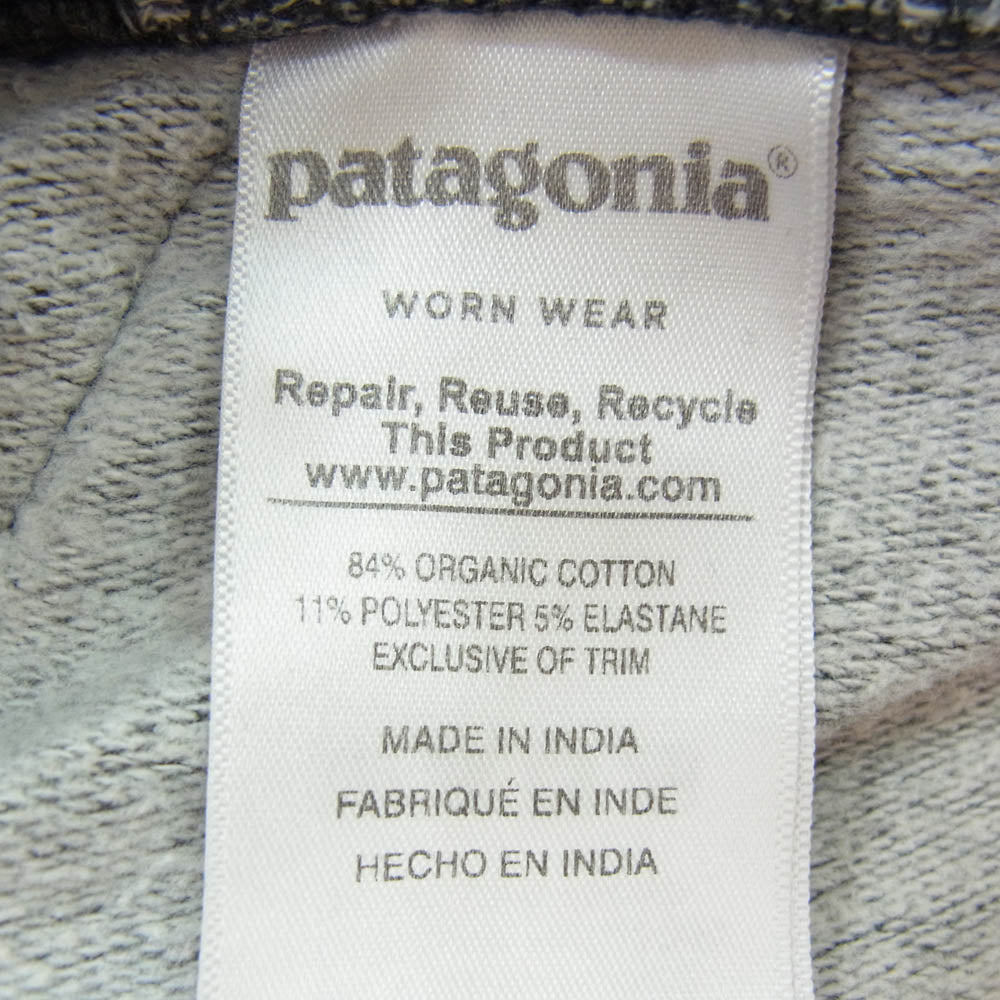 patagonia®
WORN WEAR
Repair, Reuse, Recycle
This Product
www.patagonia.com
84% ORGANIC COTTON
11% POLYESTER 5% ELASTANE
EXCLUSIVE OF TRIM
MADE IN INDIA
FABRIQUÉ EN INDE
HECHO EN INDIA